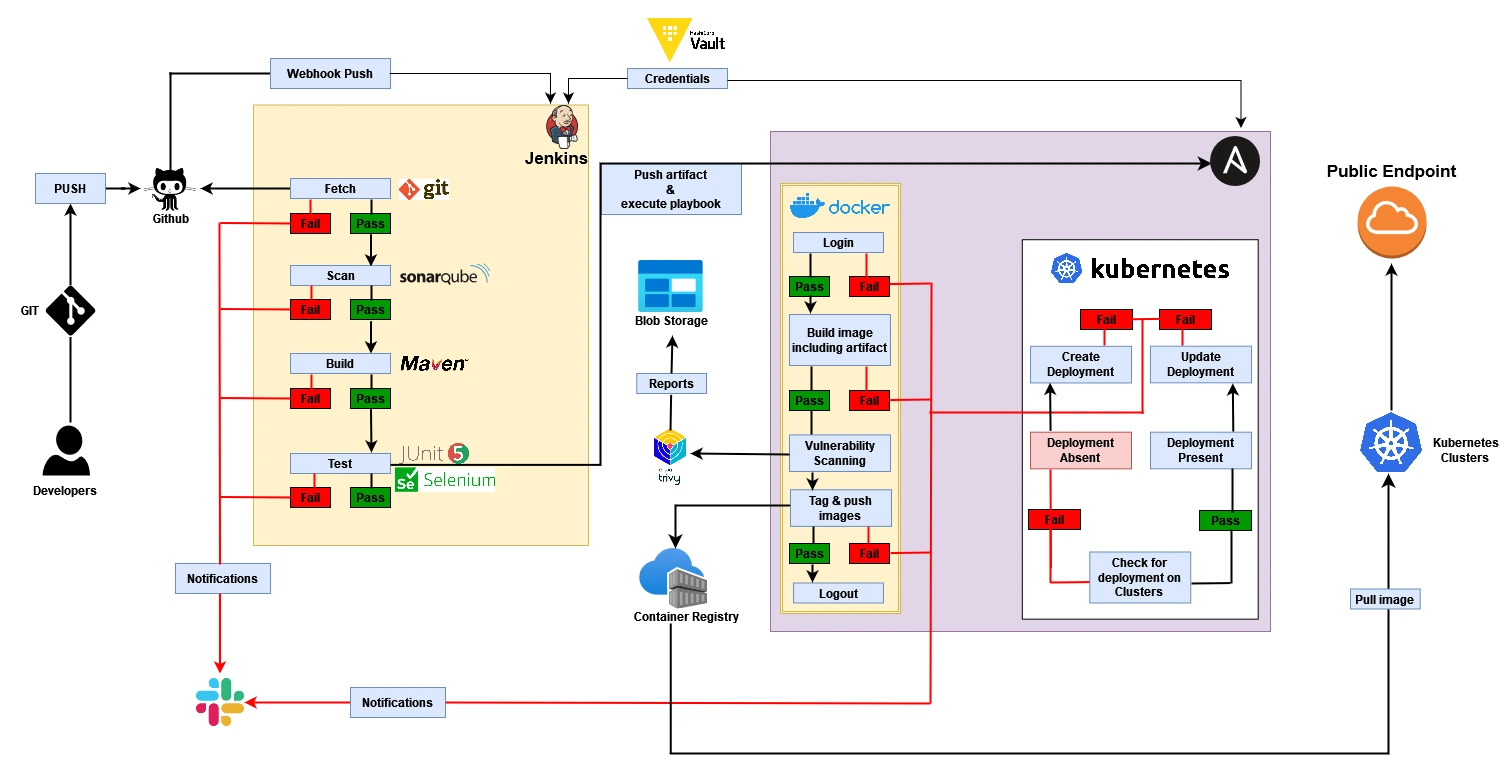 HashiCorp
Vault
Webhook Push
Credentials
Jenkins
PUSH
Github
Fetch
git
Fail
Pass
Scan
sonarqube
Fail
Pass
Build
Maven
Fail
Pass
Test
JUnit 5
Se Selenium
Fail
Pass
GIT
Developers
Notifications
Notifications
Push artifact
&
execute playbook
Blob Storage
Reports
trivy
Container Registry
docker
Login
Pass
Fail
Build image
including artifact
Pass
Fail
Vulnerability
Scanning
Tag & push
images
Pass
Fail
Logout
A
kubernetes
Fail
Fail
Create
Deployment
Update
Deployment
Deployment
Absent
Deployment
Present
Fail
Pass
Check for
deployment on
Clusters
Public Endpoint
Kubernetes
Clusters
Pull image